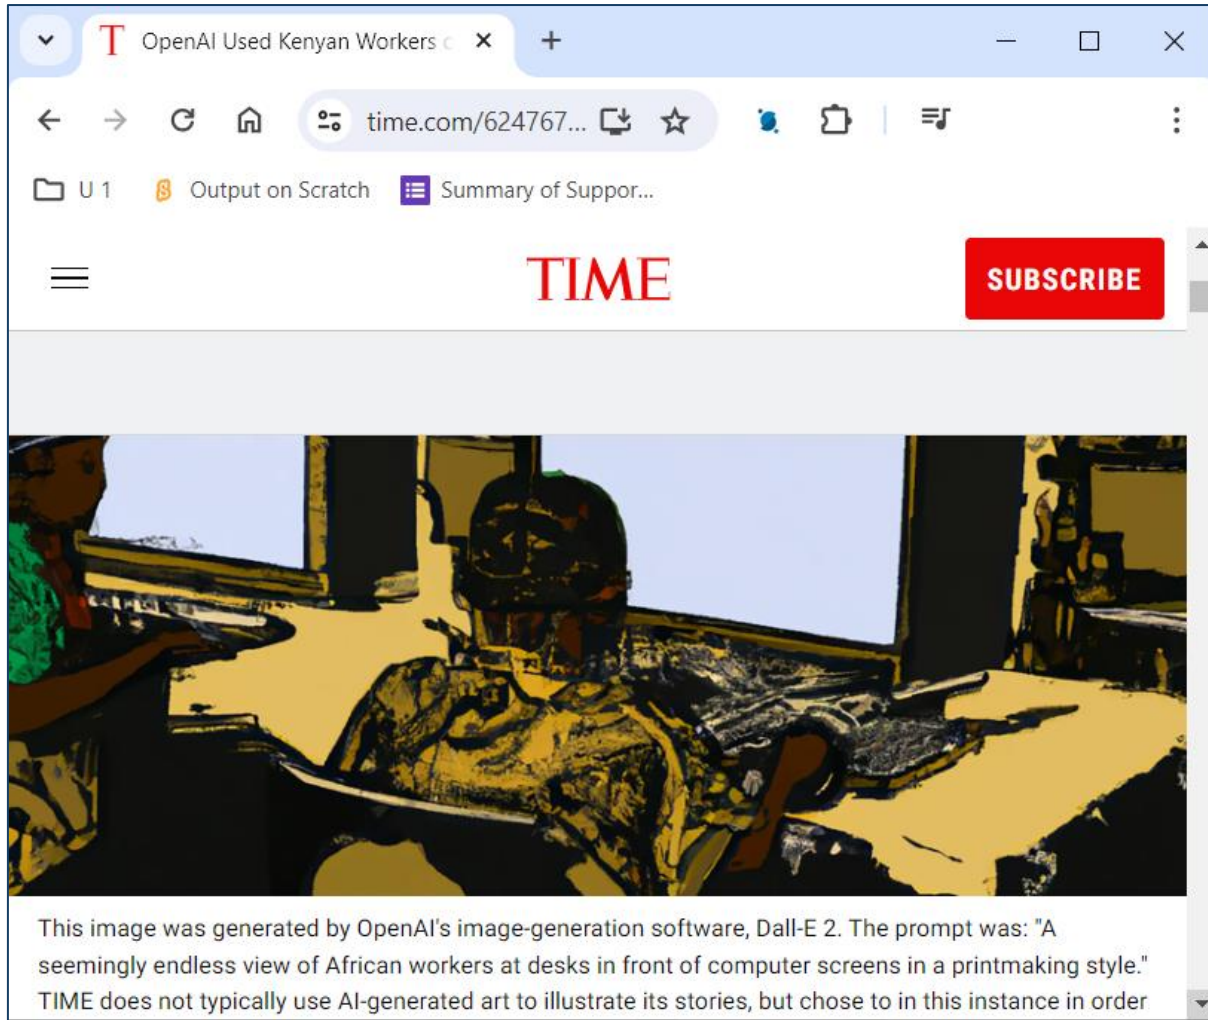 OpenAI Used Kenyan Workers
time.com/624767...
U 1
Output on Scratch
Summary of Suppor...
TIME
SUBSCRIBE
This image was generated by OpenAI's image-generation software, Dall-E 2. The prompt was: "A
seemingly endless view of African workers at desks in front of computer screens in a printmaking style."
TIME does not typically use AI-generated art to illustrate its stories, but chose to in this instance in order